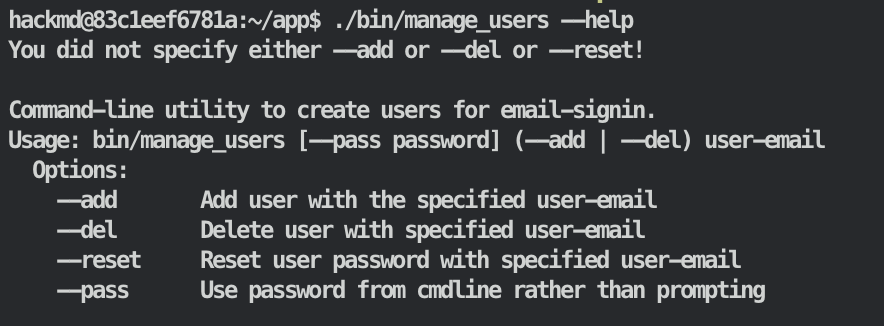 hackmd@83c1eef6781a:~/app$ ./bin/manage_users --help
You did not specify either --add or --del or --reset!
Command-line utility to create users for email-signin.
Usage: bin/manage_users [--pass password] (--add | --del) user-email
Options:
--add Add user with the specified user-email
--del Delete user with specified user-email
--reset Reset user password with specified user-email
--pass Use password from cmdline rather than prompting